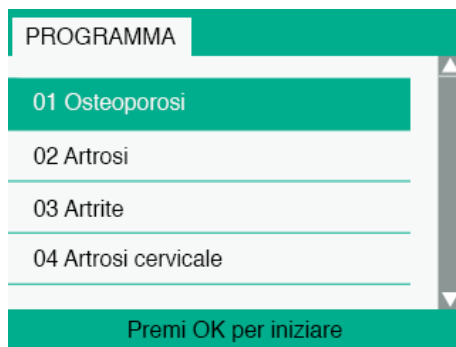 PROGRAMMA
01 Osteoporosi
02 Artrosi
03 Artrite
04 Artrosi cervicale
Premi OK per iniziare